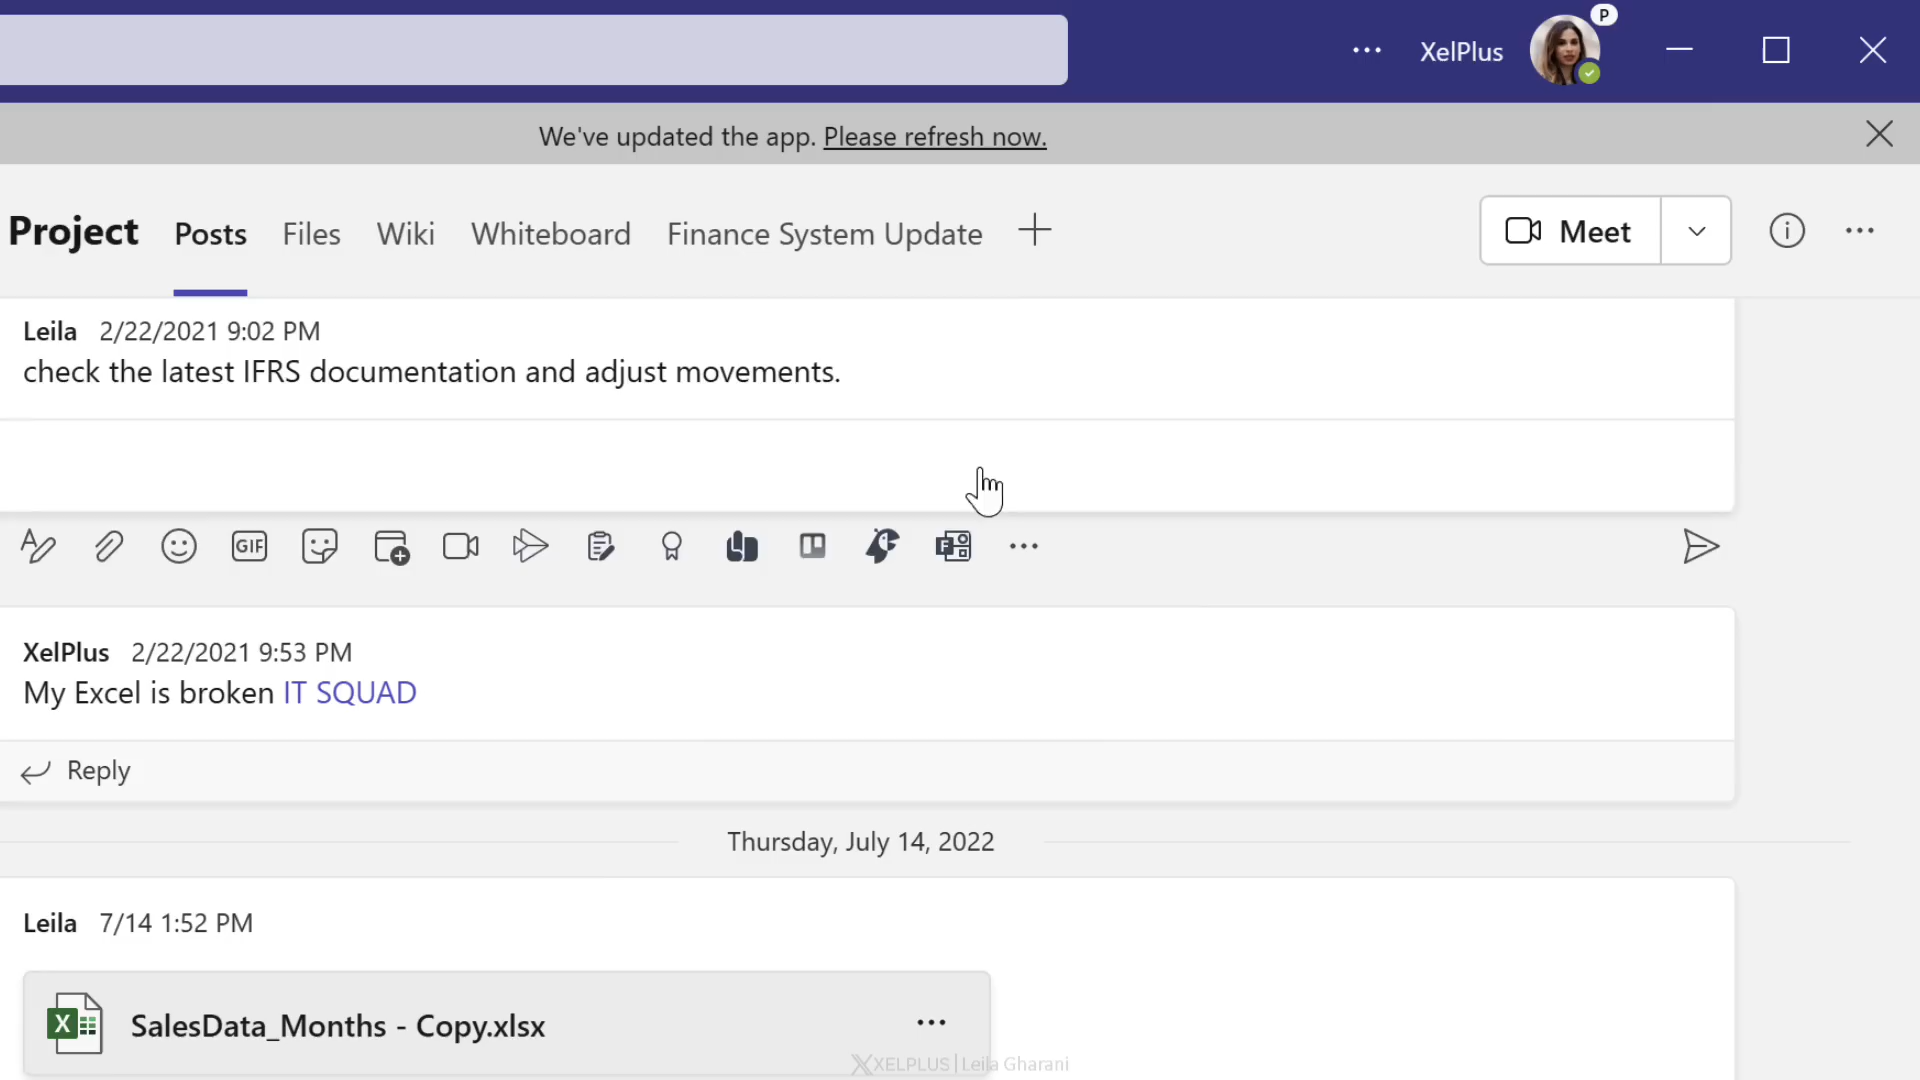 XelPlus
P
We've updated the app. Please refresh now.
Project Posts Files Wiki Whiteboard Finance System Update
Meet
Leila 2/22/2021 9:02 PM
check the latest IFRS documentation and adjust movements.
GIF
XelPlus 2/22/2021 9:53 PM
My Excel is broken IT SQUAD
Reply
Thursday, July 14, 2022
Leila 7/14 1:52 PM
SalesData_Months - Copy.xlsx
XELPLUS | Leila Gharani